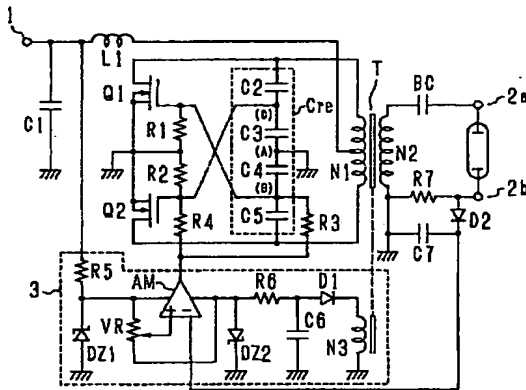 1
L1
T
Q1
C2
Cre
BC
2a
C1
R1
(C)
C3
(A)
R2
C4
N1
N2
(B)
Q2
R4
C5
R3
R7
2b
D2
C7
R5
3
AM
R6
D1
VR
+
−
C6
N3
DZ1
DZ2